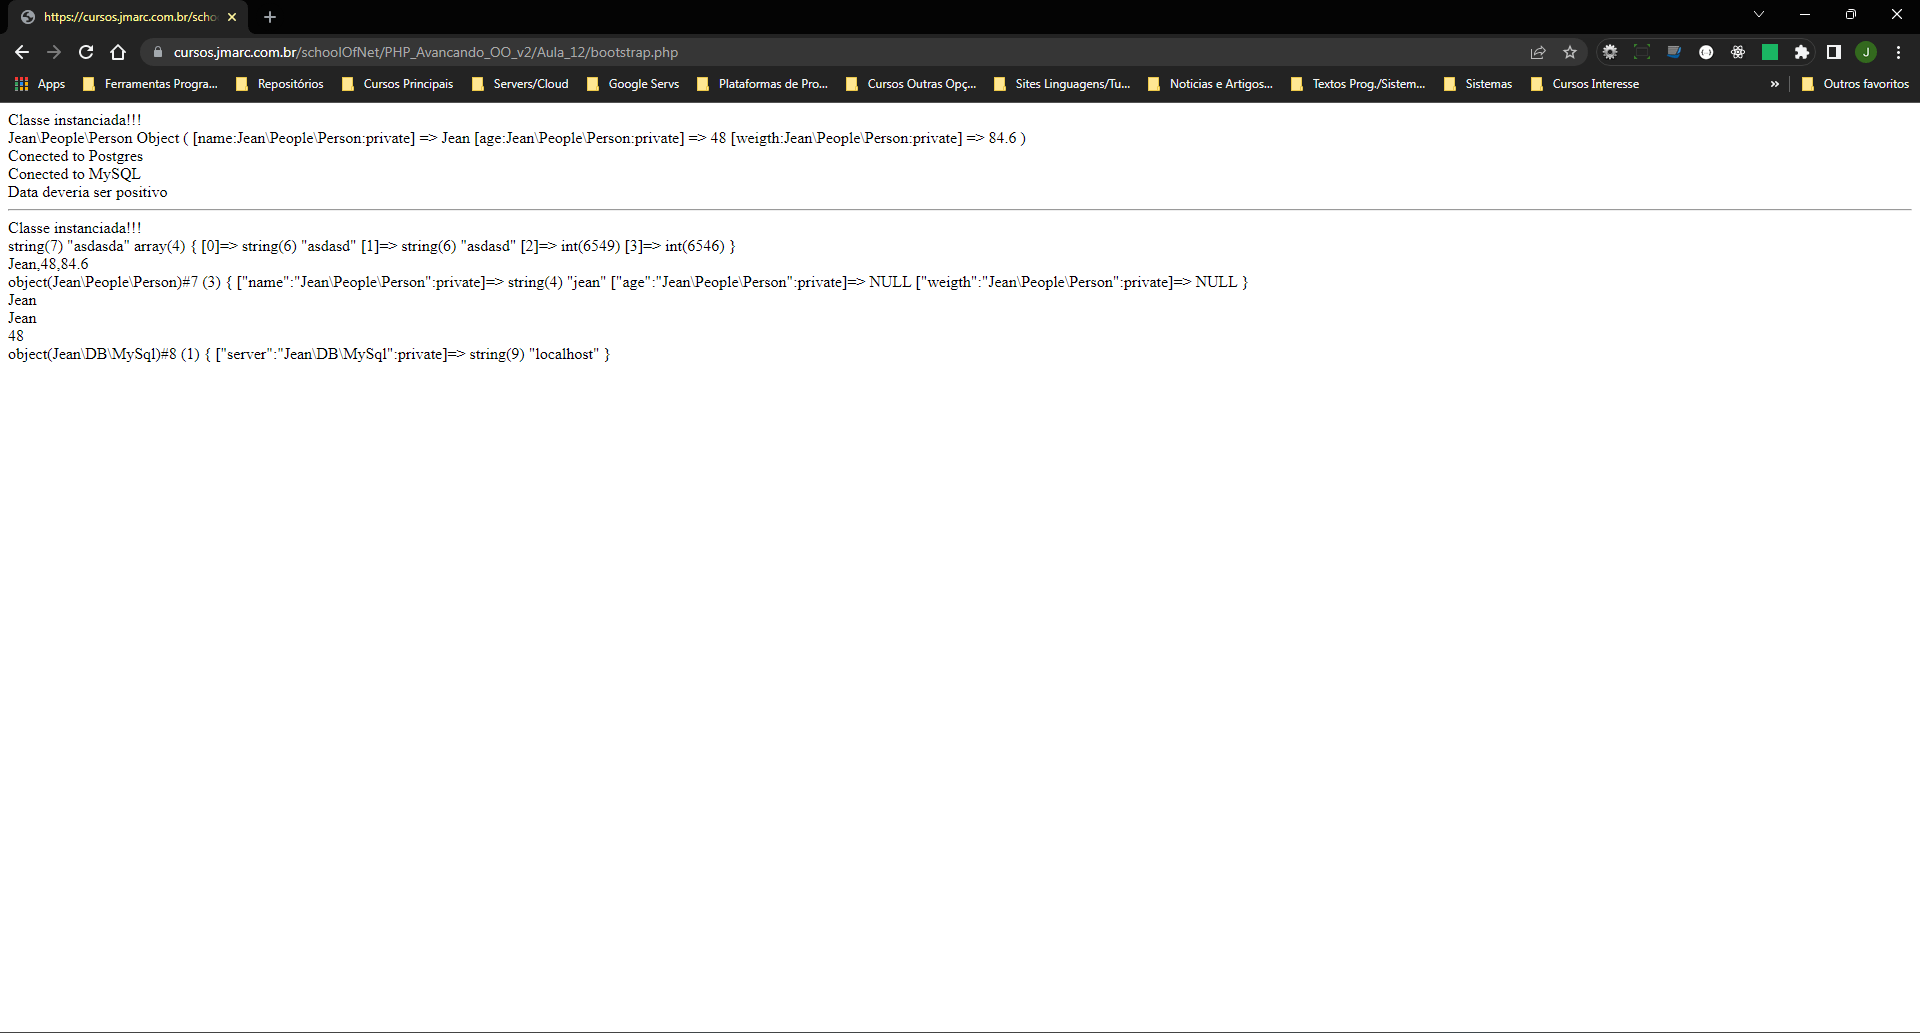 https://cursos.jmarc.com.br/scho
cursos.jmarc.com.br/schoolOfNet/PHP_Avancando_OO_v2/Aula_12/bootstrap.php
J
Apps Ferramentas Progra... Repositórios Cursos Principais Servers/Cloud Google Servs Plataformas de Pro... Cursos Outras Opç... Sites Linguagens/Tu... Noticias e Artigos... Textos Prog./Sistem... Sistemas Cursos Interesse » Outros favoritos
Classe instanciada!!!
Jean\People\Person Object ( [name:Jean\People\Person:private] => Jean [age:Jean\People\Person:private] => 48 [weigth:Jean\People\Person:private] => 84.6 )
Conected to Postgres
Conected to MySQL
Data deveria ser positivo
Classe instanciada!!!
string(7) "asdasda" array(4) { [0]=> string(6) "asdasd" [1]=> string(6) "asdasd" [2]=> int(6549) [3]=> int(6546) }
Jean,48,84.6
object(Jean\People\Person)#7 (3) { ["name":"Jean\People\Person":private]=> string(4) "jean" ["age":"Jean\People\Person":private]=> NULL ["weigth":"Jean\People\Person":private]=> NULL }
Jean
Jean
48
object(Jean\DB\MySql)#8 (1) { ["server":"Jean\DB\MySql":private]=> string(9) "localhost" }